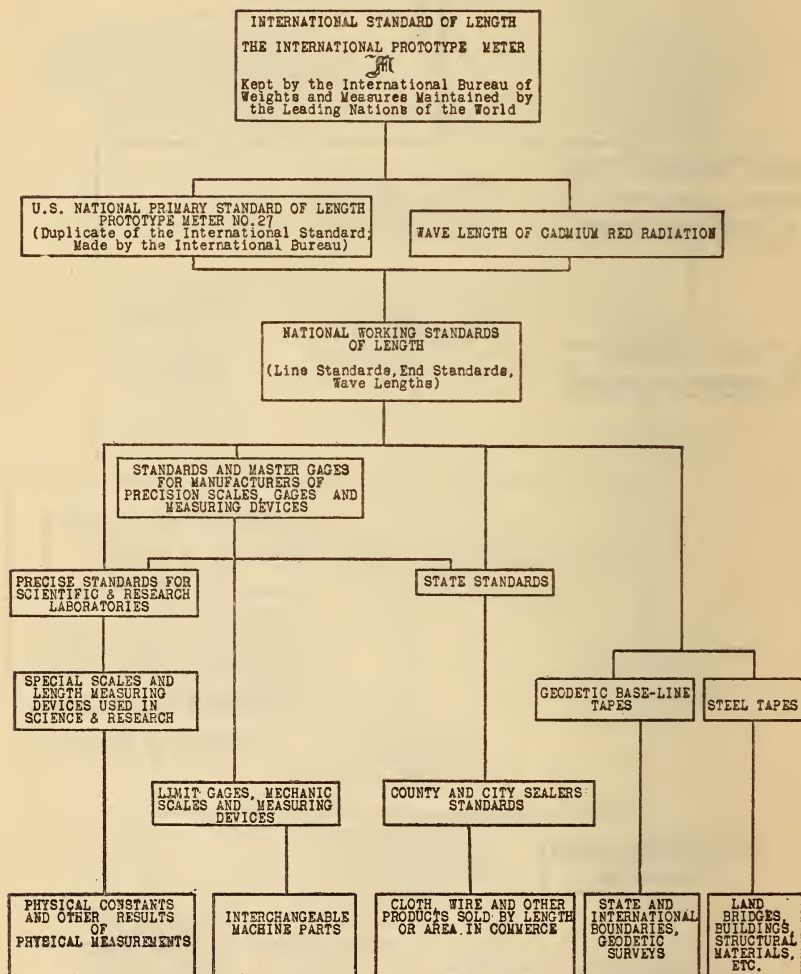 INTERNATIONAL STANDARD OF LENGTH
THE INTERNATIONAL PROTOTYPE METER
M
Kept by the International Bureau of
Weights and Measures Maintained by
the Leading Nations of the World
U.S. NATIONAL PRIMARY STANDARD OF LENGTH
PROTOTYPE METER NO.27
(Duplicate of the International Standard;
Made by the International Bureau)
WAVE LENGTH OF CADMIUM RED RADIATION
NATIONAL WORKING STANDARDS
OF LENGTH
(Line Standards, End Standards,
Wave Lengths)
STANDARDS AND MASTER GAGES
FOR MANUFACTURERS OF
PRECISION SCALES, GAGES AND
MEASURING DEVICES
PRECISE STANDARDS FOR
SCIENTIFIC & RESEARCH
LABORATORIES
STATE STANDARDS
SPECIAL SCALES AND
LENGTH MEASURING
DEVICES USED IN
SCIENCE & RESEARCH
GEODETIC BASE-LINE
TAPES
STEEL TAPES
LIMIT GAGES, MECHANIC
SCALES AND MEASURING
DEVICES
COUNTY AND CITY SEALERS
STANDARDS
PHYSICAL CONSTANTS
AND OTHER RESULTS
OF
PHYSICAL MEASUREMENTS
INTERCHANGEABLE
MACHINE PARTS
CLOTH, WIRE AND OTHER
PRODUCTS SOLD BY LENGTH
OR AREA IN COMMERCE
STATE AND
INTERNATIONAL
BOUNDARIES,
GEODETIC
SURVEYS
LAND
BRIDGES,
BUILDINGS,
STRUCTURAL
MATERIALS,
ETC.